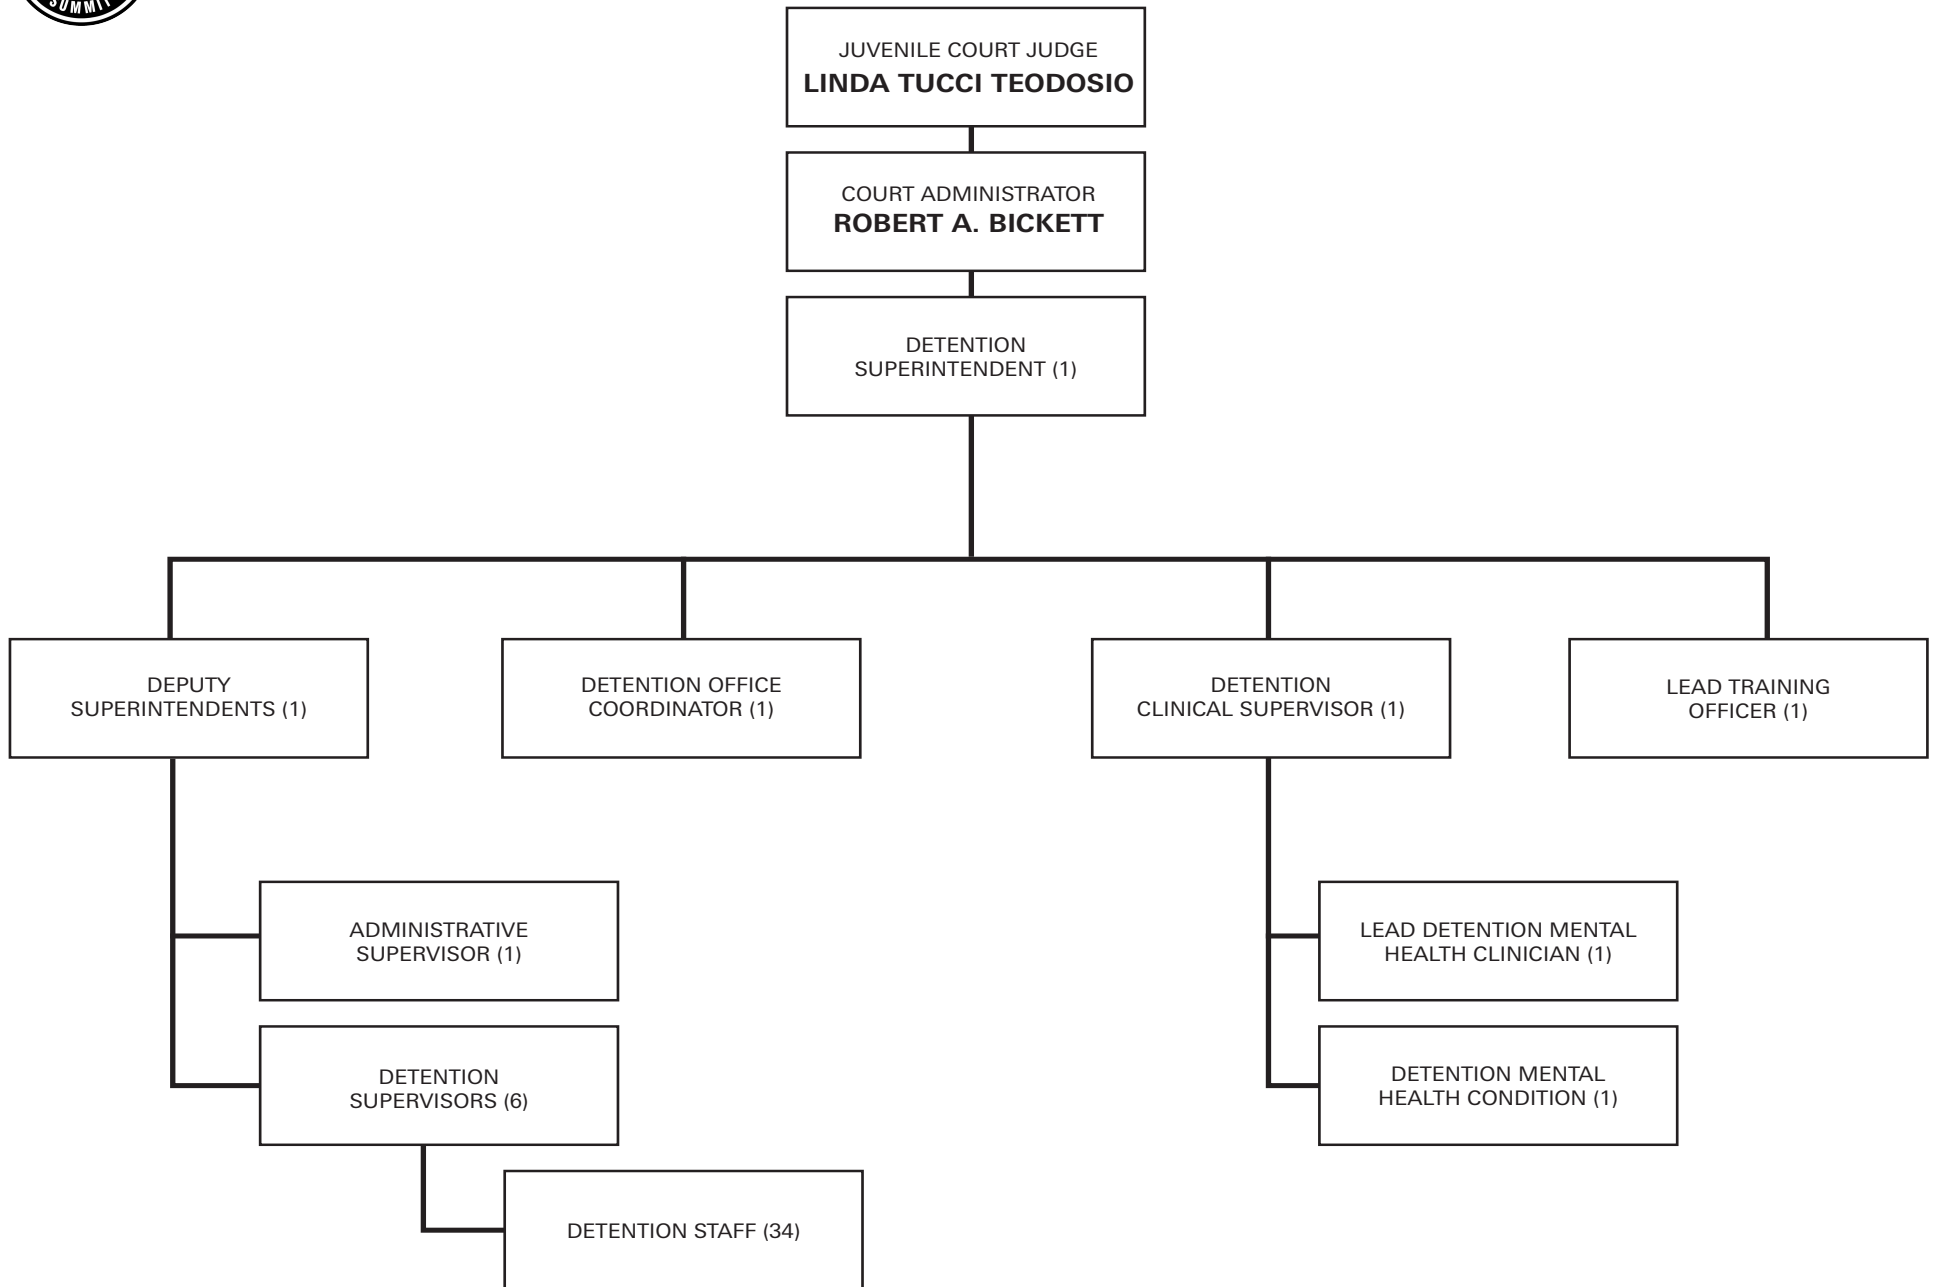 SUMMIT
JUVENILE COURT JUDGE
LINDA TUCCI TEODOSIO
COURT ADMINISTRATOR
ROBERT A. BICKETT
DETENTION
SUPERINTENDENT (1)
DEPUTY
SUPERINTENDENTS (1)
DETENTION OFFICE
COORDINATOR (1)
DETENTION
CLINICAL SUPERVISOR (1)
LEAD TRAINING
OFFICER (1)
ADMINISTRATIVE
SUPERVISOR (1)
LEAD DETENTION MENTAL
HEALTH CLINICIAN (1)
DETENTION
SUPERVISORS (6)
DETENTION MENTAL
HEALTH CONDITION (1)
DETENTION STAFF (34)